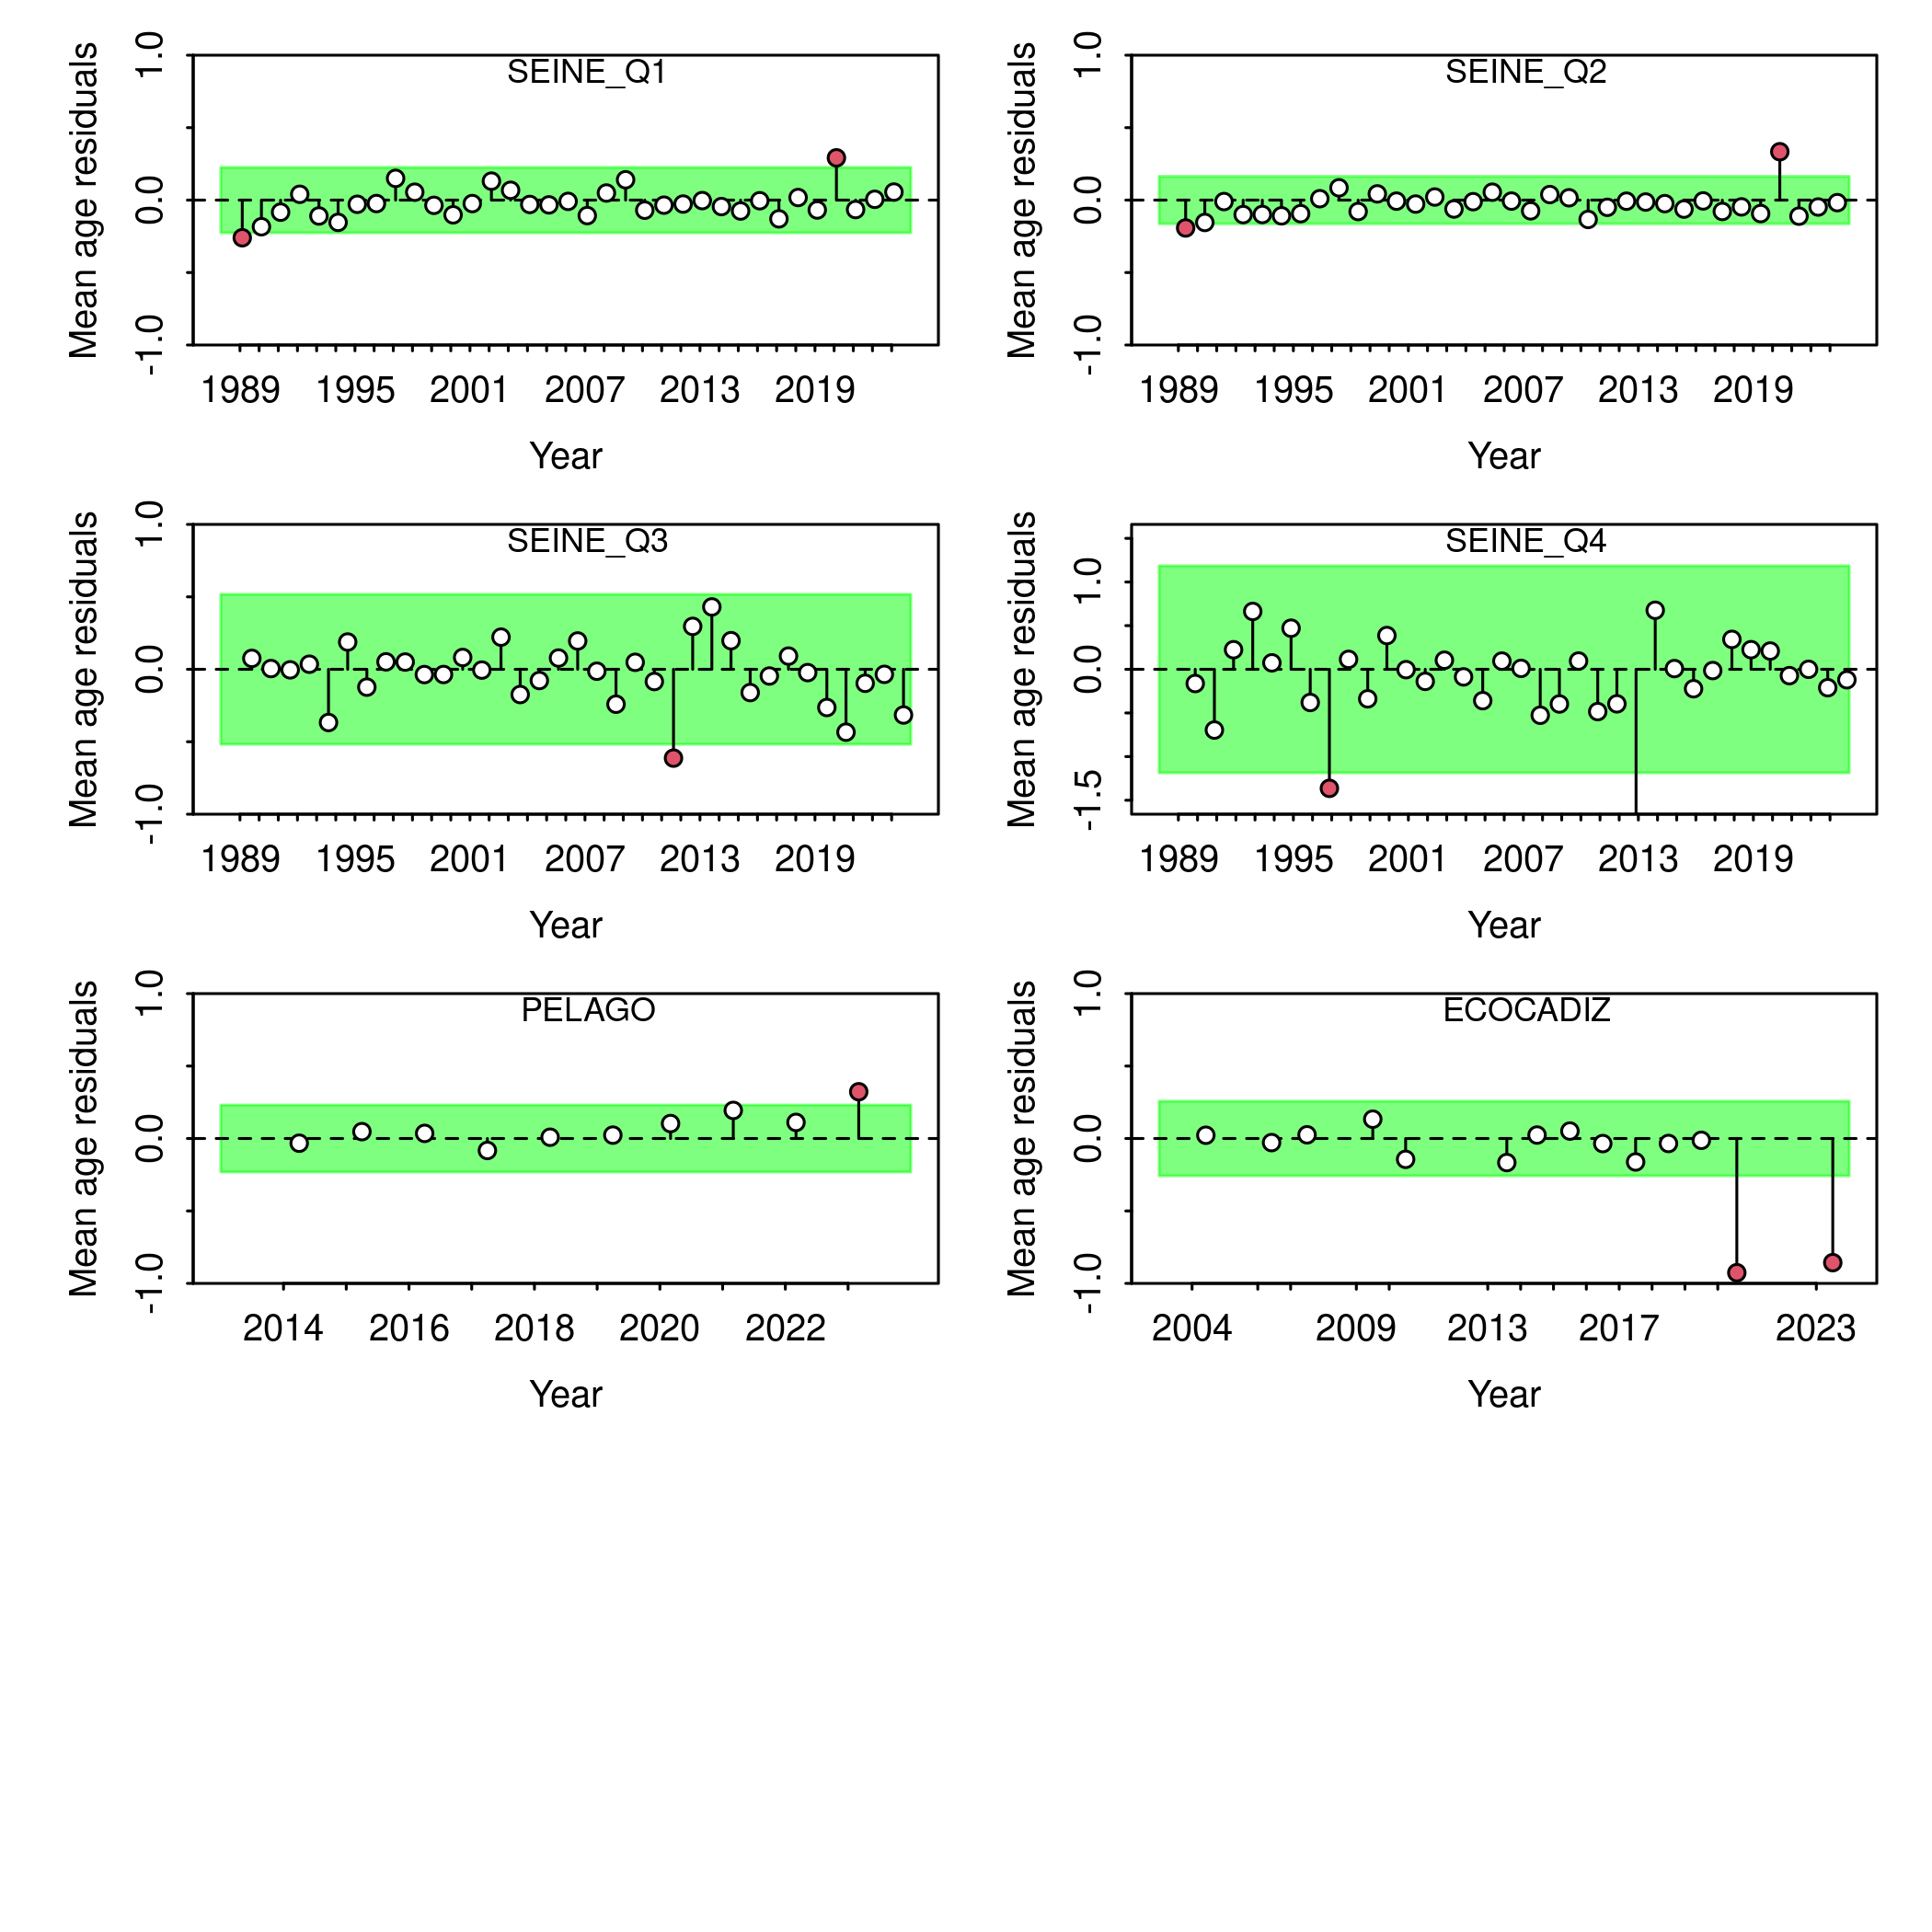 SEINE_Q1
Mean age residuals
1.0
0.0
-1.0
1989 1995 2001 2007 2013 2019
Year
SEINE_Q2
Mean age residuals
1.0
0.0
-1.0
1989 1995 2001 2007 2013 2019
Year
SEINE_Q3
Mean age residuals
1.0
0.0
-1.0
1989 1995 2001 2007 2013 2019
Year
SEINE_Q4
Mean age residuals
1.0
0.0
-1.5
1989 1995 2001 2007 2013 2019
Year
PELAGO
Mean age residuals
1.0
0.0
-1.0
2014 2016 2018 2020 2022
Year
ECOCADIZ
Mean age residuals
1.0
0.0
-1.0
2004 2009 2013 2017 2023
Year